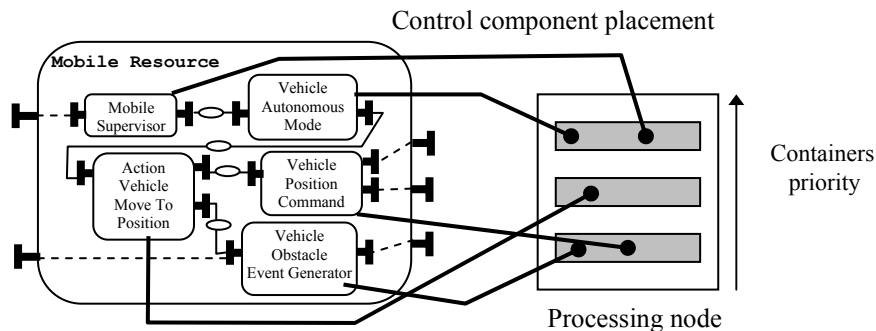 Control component placement
Mobile Resource
Mobile
Supervisor
Vehicle
Autonomous
Mode
Action
Vehicle
Move To
Position
Vehicle
Position
Command
Vehicle
Obstacle
Event Generator
Containers
priority
Processing node